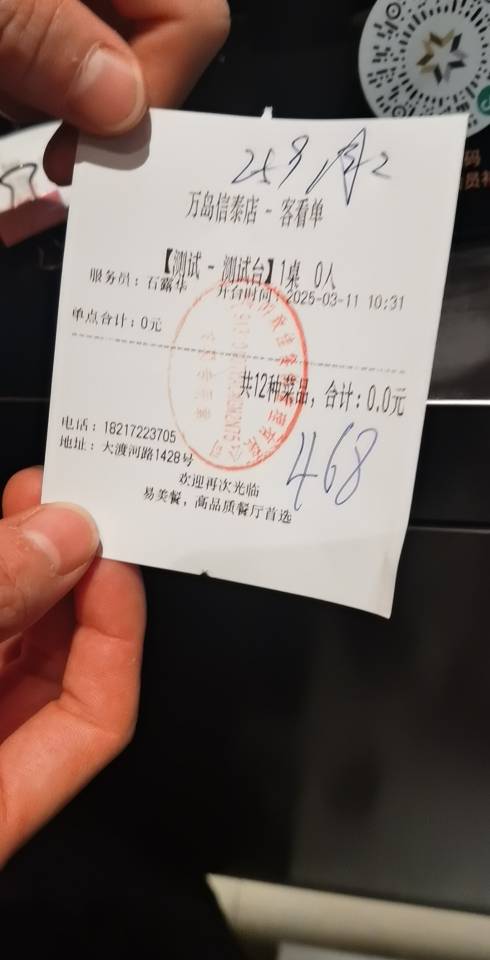 万岛信泰店 - 客看单
【测试 - 测试台】1桌 0人
服务员：石露华 开台时间：2025-03-11 10:31
单点合计：0元
共12种菜品，合计：0.0元
468
电话：18217223705
地址：大渡河路1428号
欢迎再次光临
易美餐，高品质餐厅首选